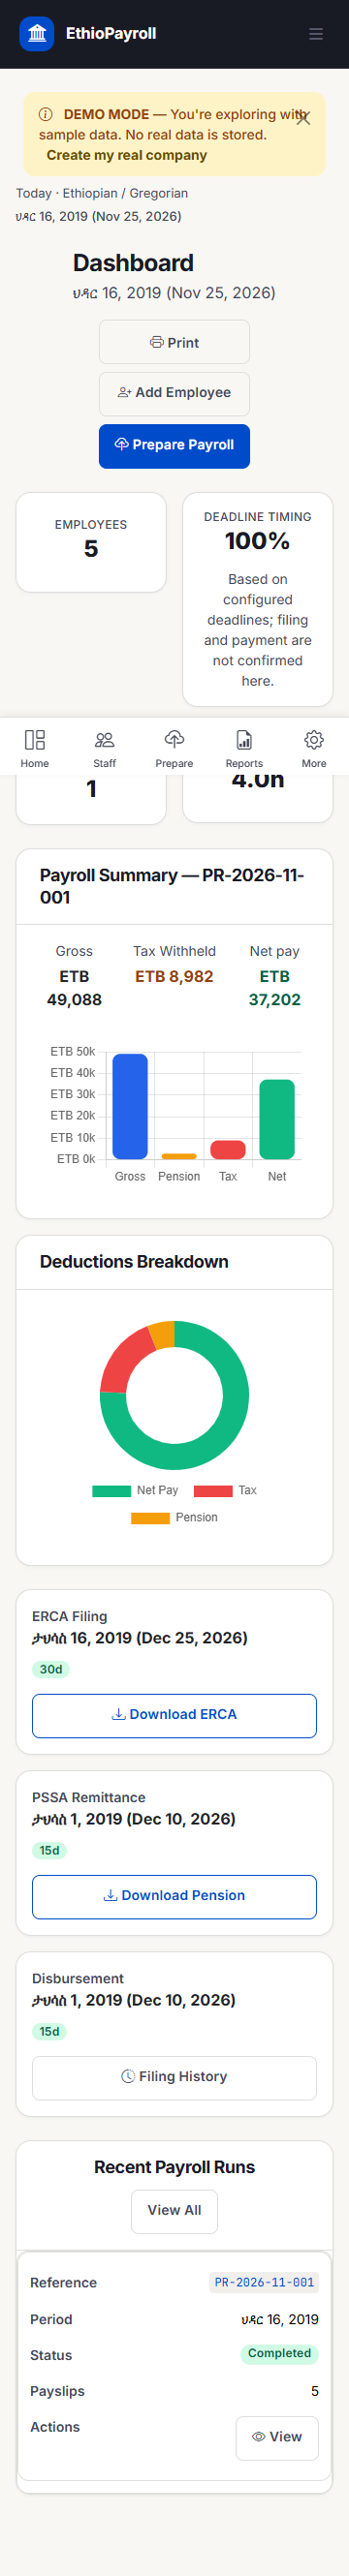 EthioPayroll
DEMO MODE — You're exploring with
sample data. No real data is stored.
Create my real company
Today · Ethiopian / Gregorian
ህዳር 16, 2019 (Nov 25, 2026)
Dashboard
ህዳር 16, 2019 (Nov 25, 2026)
Print
Add Employee
Prepare Payroll
EMPLOYEES
5
DEADLINE TIMING
100%
Based on
configured
deadlines; filing
and payment are
not confirmed
here.
Home
Staff
Prepare
Reports
More
1
4.0h
Payroll Summary — PR-2026-11-
001
Gross
ETB
49,088
Tax Withheld
ETB 8,982
Net pay
ETB
37,202
ETB 50k
ETB 40k
ETB 30k
ETB 20k
ETB 10k
ETB 0k
Gross
Pension
Tax
Net
Deductions Breakdown
Net Pay
Tax
Pension
ERCA Filing
ታህሳስ 16, 2019 (Dec 25, 2026)
30d
Download ERCA
PSSA Remittance
ታህሳስ 1, 2019 (Dec 10, 2026)
15d
Download Pension
Disbursement
ታህሳስ 1, 2019 (Dec 10, 2026)
15d
Filing History
Recent Payroll Runs
View All
Reference
PR-2026-11-001
Period
ህዳር 16, 2019
Status
Completed
Payslips
5
Actions
View